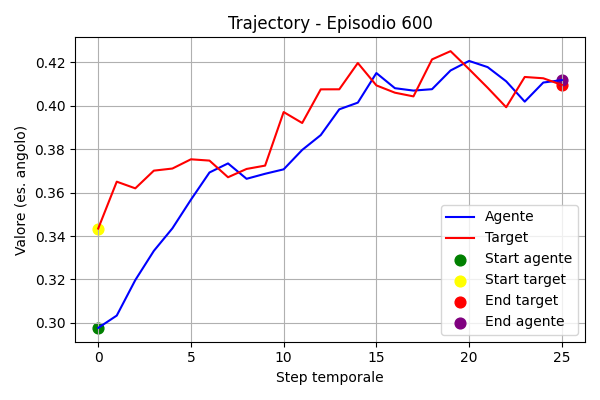 Trajectory - Episodio 600
Valore (es. angolo)
0.42
0.40
0.38
0.36
0.34
0.32
0.30
Agente
Target
Start agente
Start target
End target
End agente
0 5 10 15 20 25
Step temporale